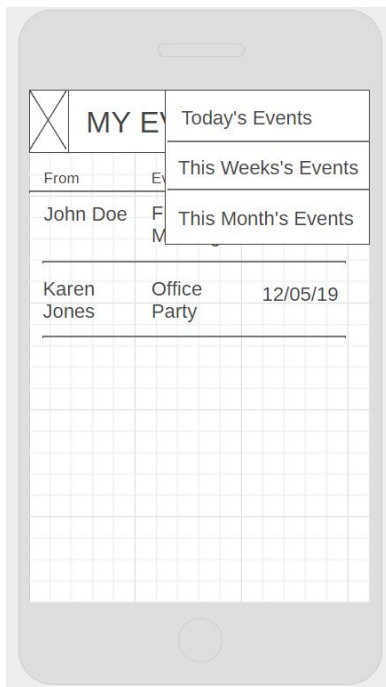 MY EV
Today's Events
This Weeks's Events
This Month's Events
From
John Doe
Karen
Jones
Office
Party
12/05/19